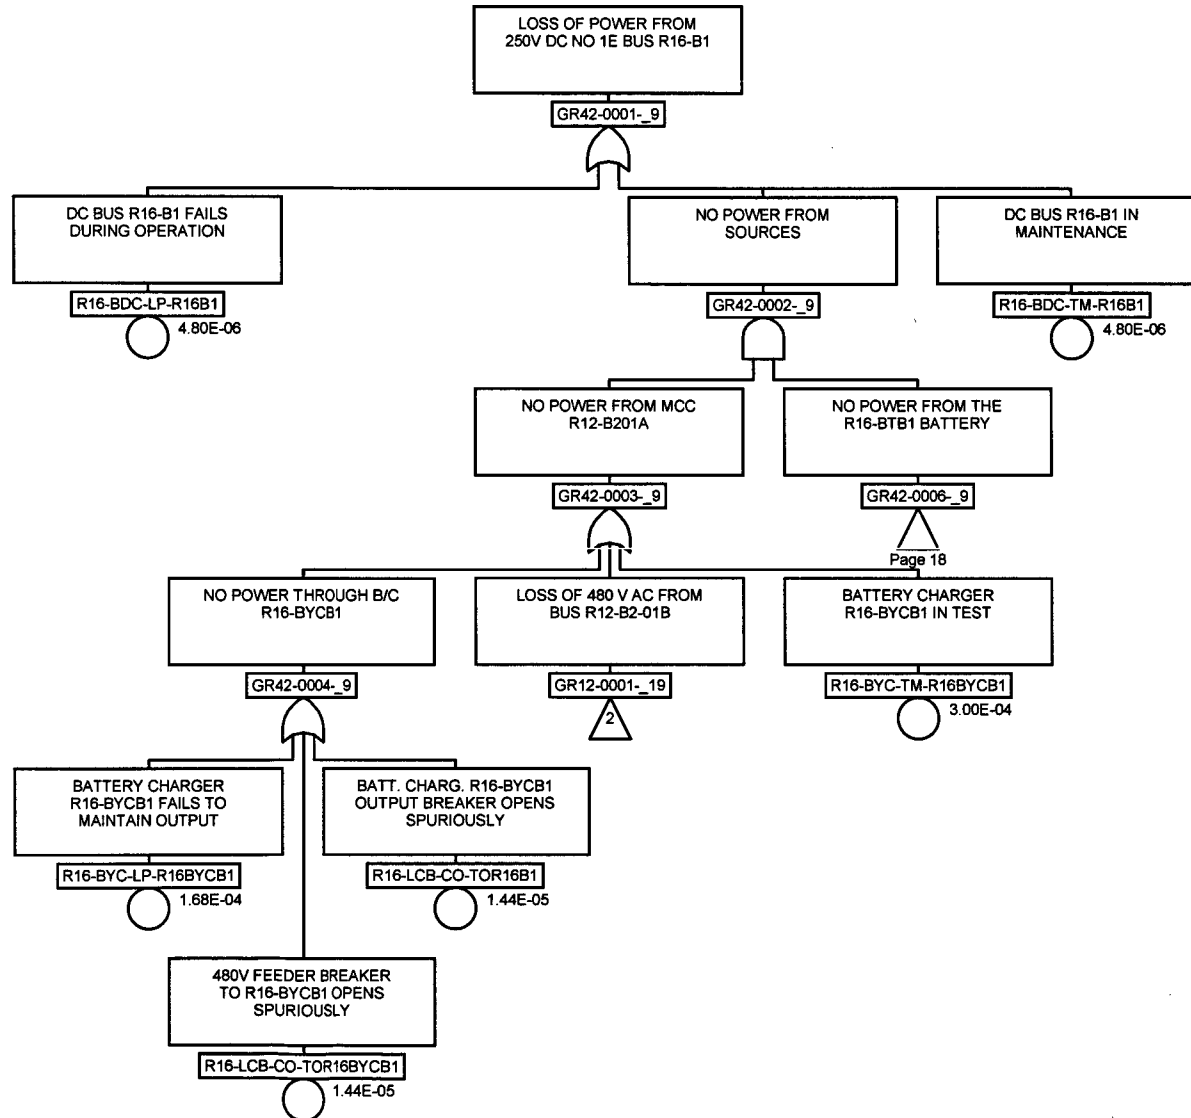 LOSS OF POWER FROM
250V DC NO 1E BUS R16-B1
GR42-0001-_9
DC BUS R16-B1 FAILS
DURING OPERATION
R16-BDC-LP-R16B1
4.80E-06
NO POWER FROM
SOURCES
GR42-0002-_9
DC BUS R16-B1 IN
MAINTENANCE
R16-BDC-TM-R16B1
4.80E-06
NO POWER FROM MCC
R12-B201A
GR42-0003-_9
NO POWER FROM THE
R16-BTB1 BATTERY
GR42-0006-_9
Page 18
NO POWER THROUGH B/C
R16-BYCB1
GR42-0004-_9
LOSS OF 480 V AC FROM
BUS R12-B2-01B
GR12-0001-_19
2
BATTERY CHARGER
R16-BYCB1 IN TEST
R16-BYC-TM-R16BYCB1
3.00E-04
BATTERY CHARGER
R16-BYCB1 FAILS TO
MAINTAIN OUTPUT
R16-BYC-LP-R16BYCB1
1.68E-04
BATT. CHARG. R16-BYCB1
OUTPUT BREAKER OPENS
SPURIOUSLY
R16-LCB-CO-TOR16B1
1.44E-05
480V FEEDER BREAKER
TO R16-BYCB1 OPENS
SPURIOUSLY
R16-LCB-CO-TOR16BYCB1
1.44E-05